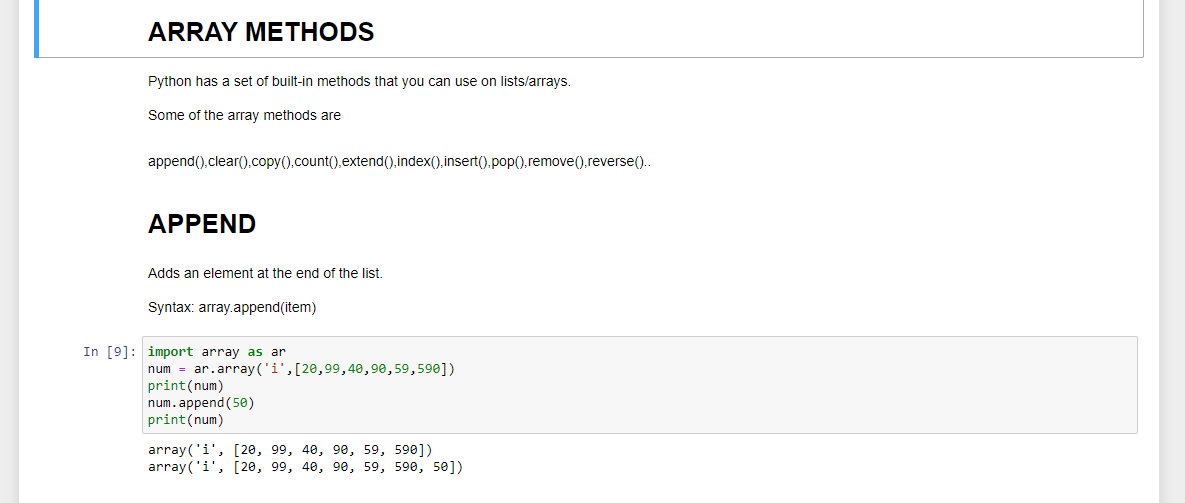 ARRAY METHODS
Python has a set of built-in methods that you can use on lists/arrays.
Some of the array methods are
append(),clear(),copy(),count(),extend(),index(),insert(),pop(),remove(),reverse()..
APPEND
Adds an element at the end of the list.
Syntax: array.append(item)
In [9]: import array as ar
num = ar.array('i',[20,99,40,90,59,590])
print(num)
num.append(50)
print(num)
array('i', [20, 99, 40, 90, 59, 590])
array('i', [20, 99, 40, 90, 59, 590, 50])